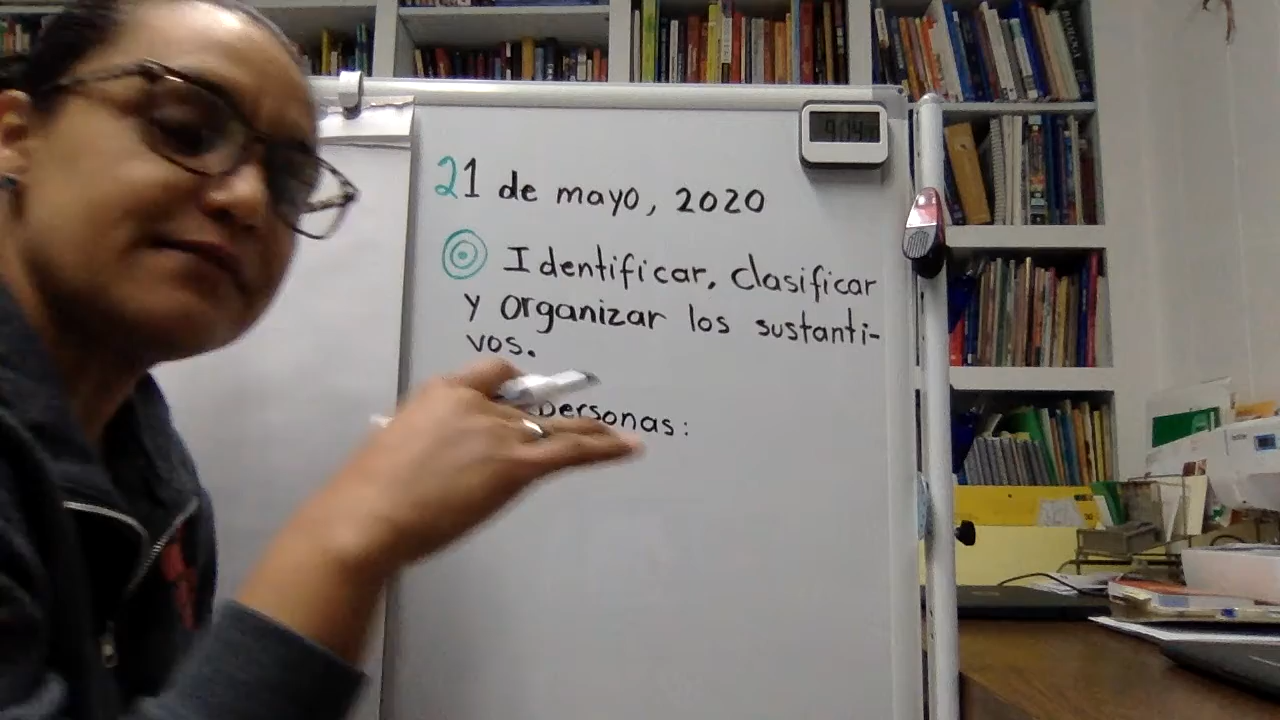 21 de mayo, 2020
Identificar, clasificar
y organizar los sustanti-
vos.
personas: